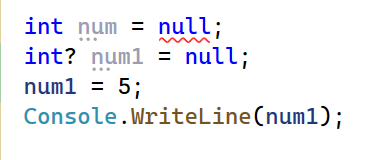 int num = null;
int? num1 = null;
num1 = 5;
Console.WriteLine(num1);